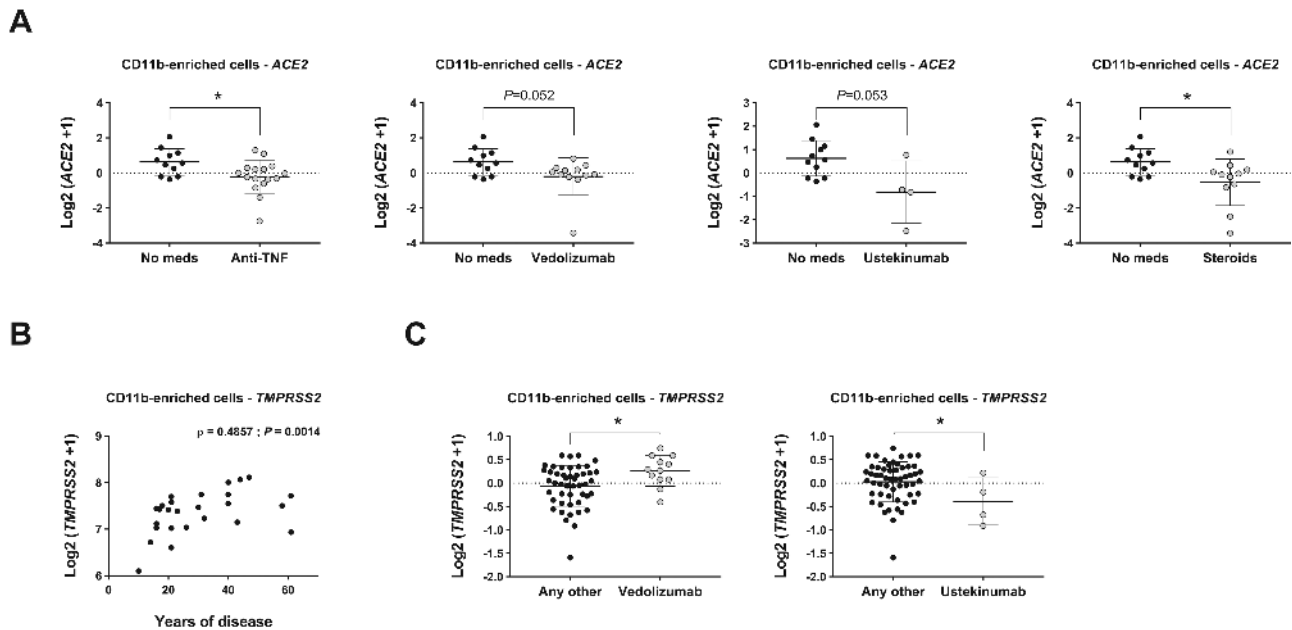 A
CD11b-enriched cells - ACE2
*
Log2 (ACE2 +1)
4
2
0
-2
-4
No meds Anti-TNF
CD11b-enriched cells - ACE2
P=0.052
Log2 (ACE2 +1)
4
2
0
-2
-4
No meds Vedolizumab
CD11b-enriched cells - ACE2
P=0.053
Log2 (ACE2 +1)
3
2
1
0
-1
-2
-3
No meds Ustekinumab
CD11b-enriched cells - ACE2
*
Log2 (ACE2 +1)
4
2
0
-2
-4
No meds Steroids
B
CD11b-enriched cells - TMPRSS2
p = 0.4857 ; P = 0.0014
Log2 (TMPRSS2 +1)
9
8
7
6
0 20 40 60
Years of disease
C
CD11b-enriched cells - TMPRSS2
*
Log2 (TMPRSS2 +1)
1.0
0.5
0.0
-0.5
-1.0
-1.5
-2.0
Any other Vedolizumab
CD11b-enriched cells - TMPRSS2
*
Log2 (TMPRSS2 +1)
1.0
0.5
0.0
-0.5
-1.0
-1.5
-2.0
Any other Ustekinumab